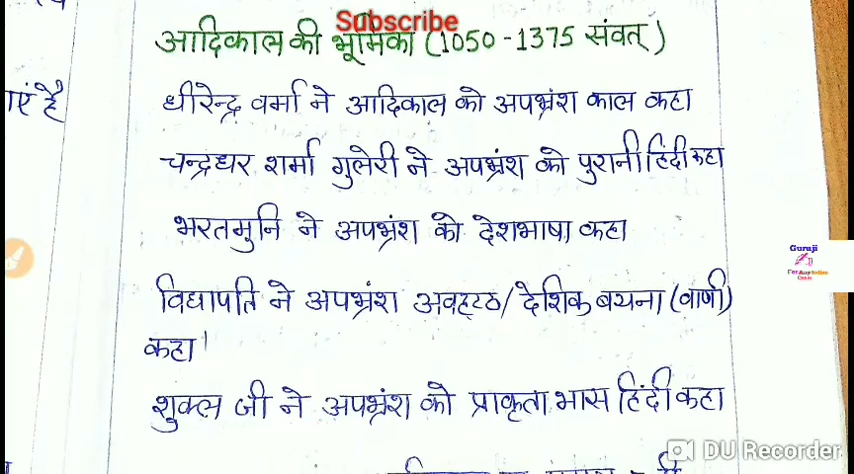 Subscribe
आदिकाल की भूमिका (1050-1375 संवत्)
एं है
धीरेन्द्र वर्मा ने आदिकाल को अपभ्रंश काल कहा
चन्द्रधर शर्मा गुलेरी ने अपभ्रंश को पुरानी हिंदी कहा
भरतमुनि ने अपभ्रंश को देशभाषा कहा
Guruji
विद्यापति ने अपभ्रंश अवहट्ठ/देशिक बयना (वाणी)
कहा
शुक्ल जी ने अपभ्रंश को प्राकृताभास हिंदी कहा
DU Recorder